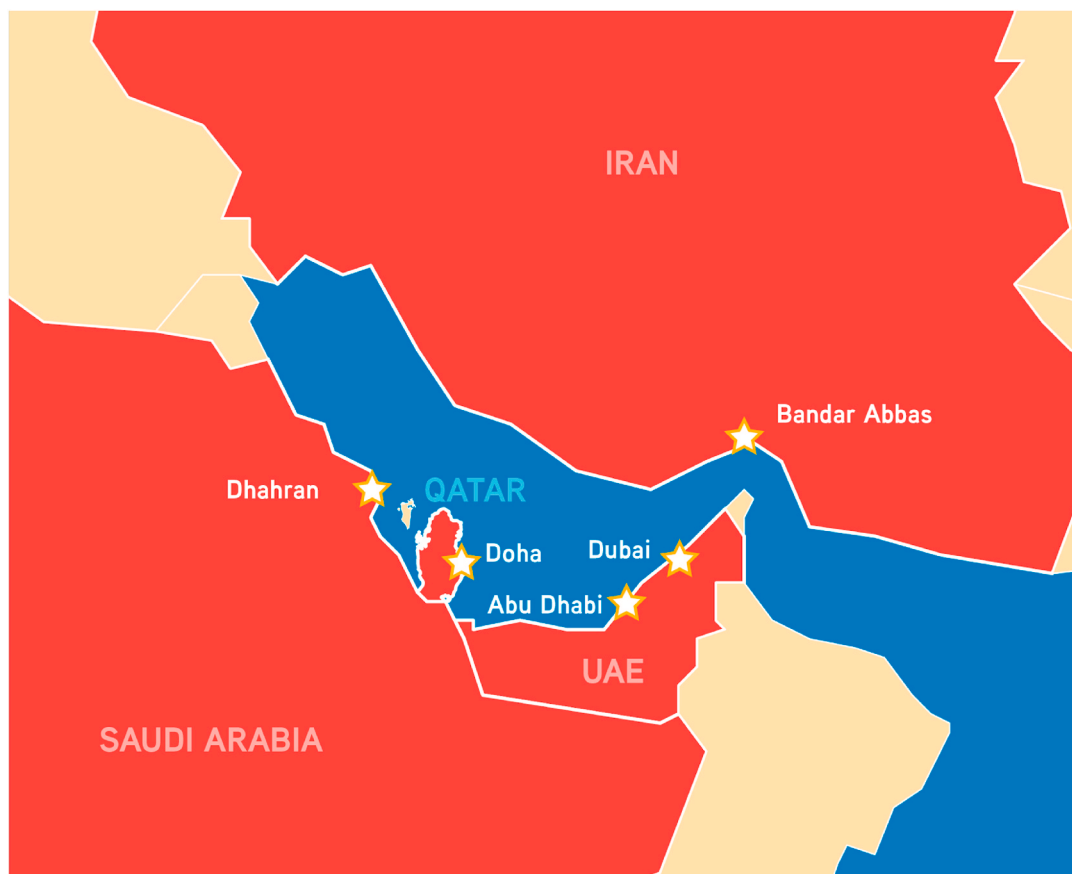 IRAN
Bandar Abbas
Dhahran
QATAR
Doha
Dubai
Abu Dhabi
UAE
SAUDI ARABIA